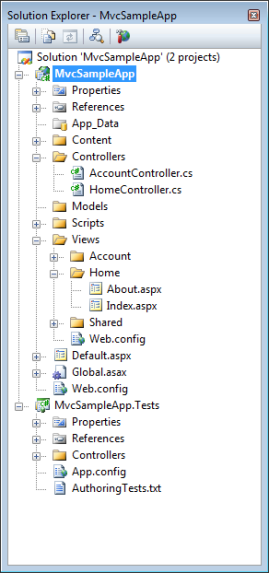 Solution Explorer - MvcSampleApp
Solution 'MvcSampleApp' (2 projects)
MvcSampleApp
Properties
References
App_Data
Content
Controllers
AccountController.cs
HomeController.cs
Models
Scripts
Views
Account
Home
About.aspx
Index.aspx
Shared
Web.config
Default.aspx
Global.asax
Web.config
MvcSampleApp.Tests
Properties
References
Controllers
App.config
AuthoringTests.txt